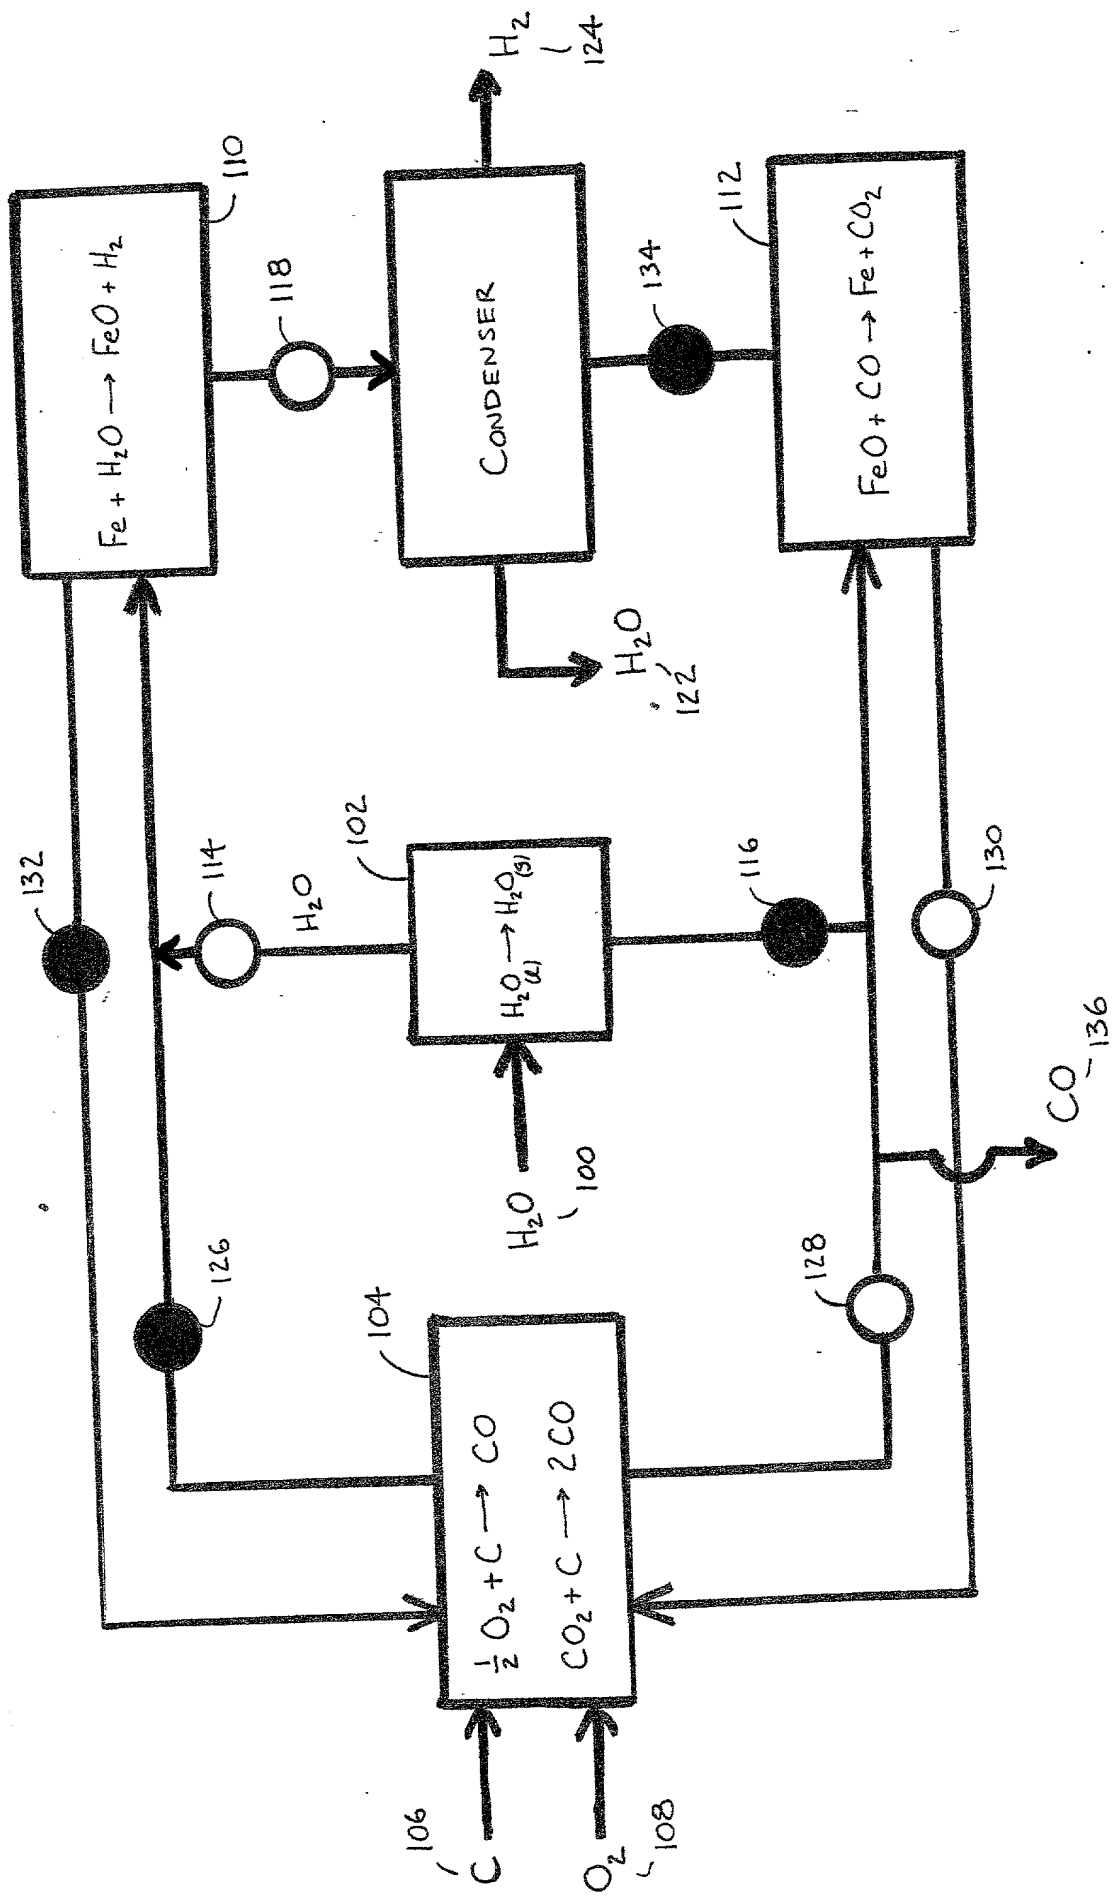 132
Fe + H₂O → FeO + H₂
110
126
114
H₂O
118
104
½ O₂ + C → CO
CO₂ + C → 2CO
106
C
O₂
108
102
H₂O(l) → H₂O(g)
H₂O
100
CONDENSER
H₂
124
H₂O
122
128
116
134
112
FeO + CO → Fe + CO₂
130
CO
136